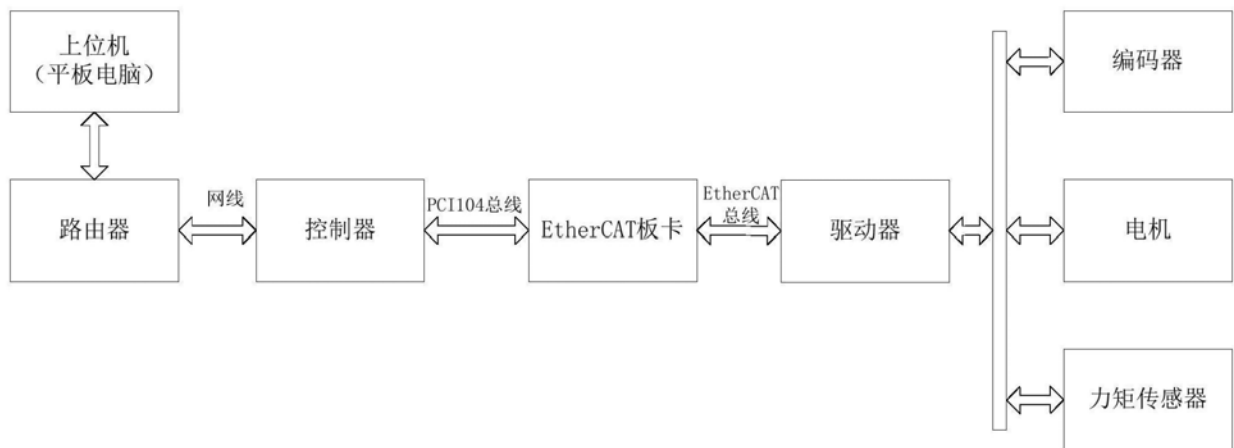 上位机
（平板电脑）
编码器
网线
PCI104总线
EtherCAT
总线
路由器
控制器
EtherCAT板卡
驱动器
电机
力矩传感器